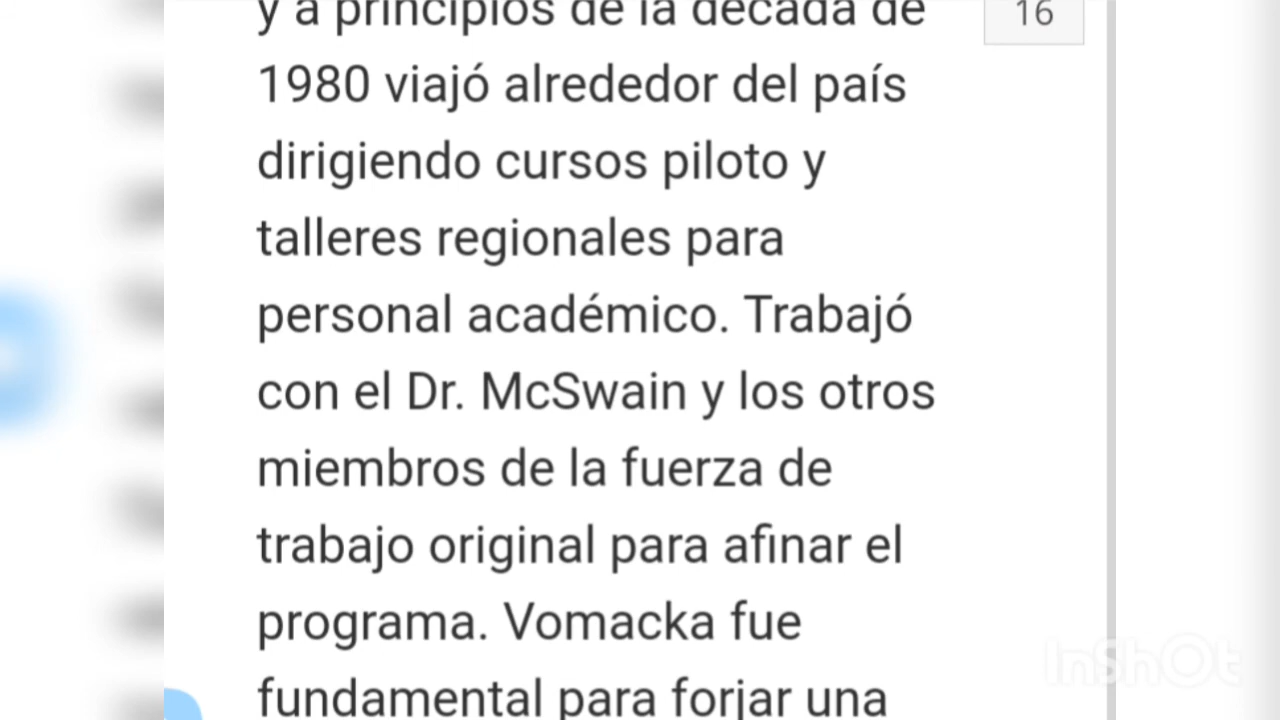 y a principios de la década de
16
1980 viajó alrededor del país
dirigiendo cursos piloto y
talleres regionales para
personal académico. Trabajó
con el Dr. McSwain y los otros
miembros de la fuerza de
trabajo original para afinar el
programa. Vomacka fue
fundamental para forjar una
InShOt